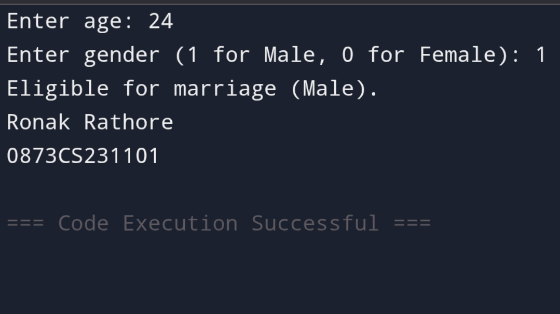 Enter age: 24
Enter gender (1 for Male, 0 for Female): 1
Eligible for marriage (Male).
Ronak Rathore
0873CS231101
=== Code Execution Successful ===